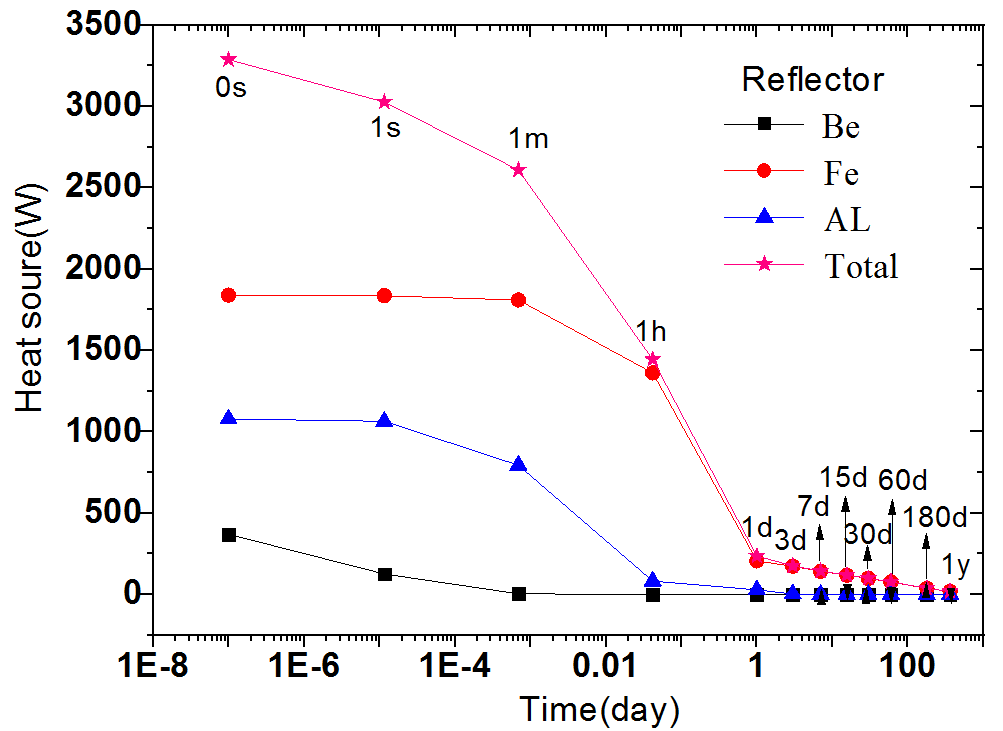 3500
3000
2500
2000
1500
1000
500
0
Heat soure(W)
1E-8
1E-6
1E-4
0.01
1
100
Time(day)
Reflector
Be
Fe
AL
Total
0s
1s
1m
1h
1d
3d
7d
15d
30d
60d
180d
1y